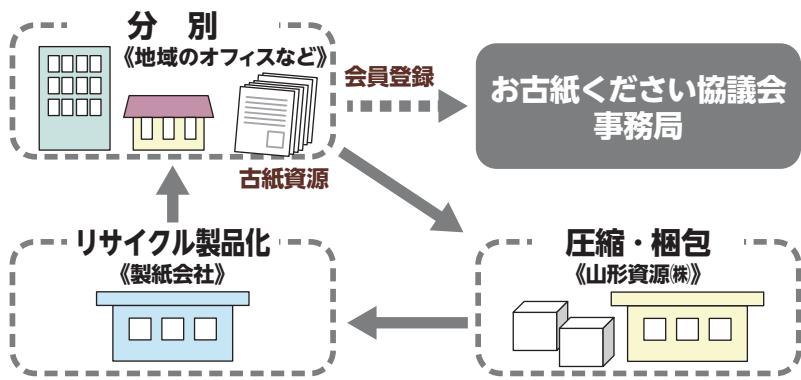 分　別
《地域のオフィスなど》
会員登録
お古紙ください協議会
事務局
古紙資源
リサイクル製品化
《製紙会社》
圧縮・梱包
《山形資源㈱》